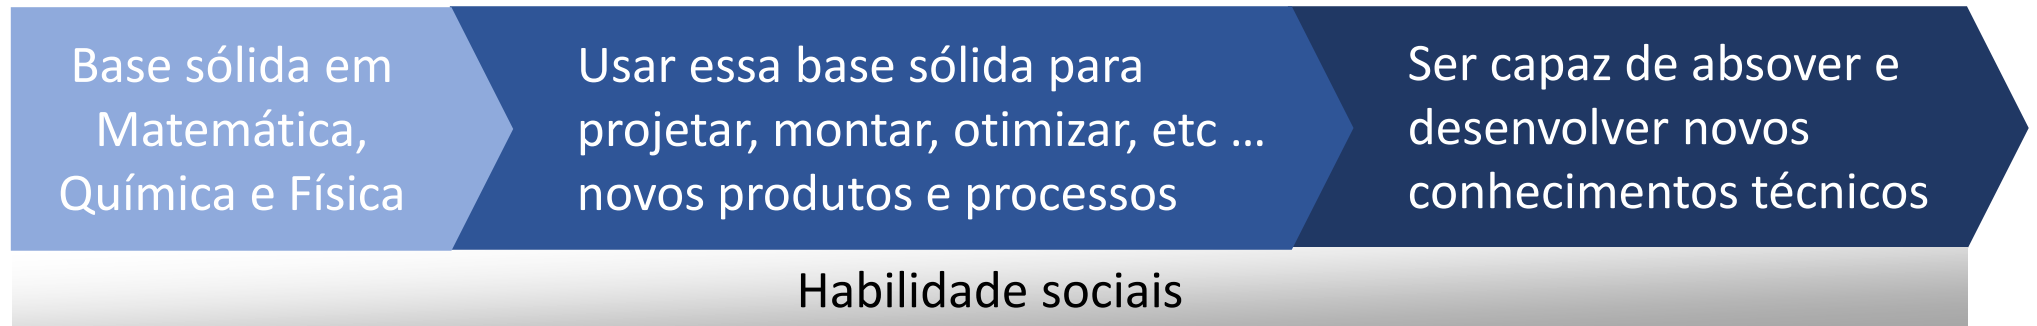 Base sólida em
Matemática,
Química e Física
Usar essa base sólida para
projetar, montar, otimizar, etc ...
novos produtos e processos
Ser capaz de absover e
desenvolver novos
conhecimentos técnicos
Habilidade sociais